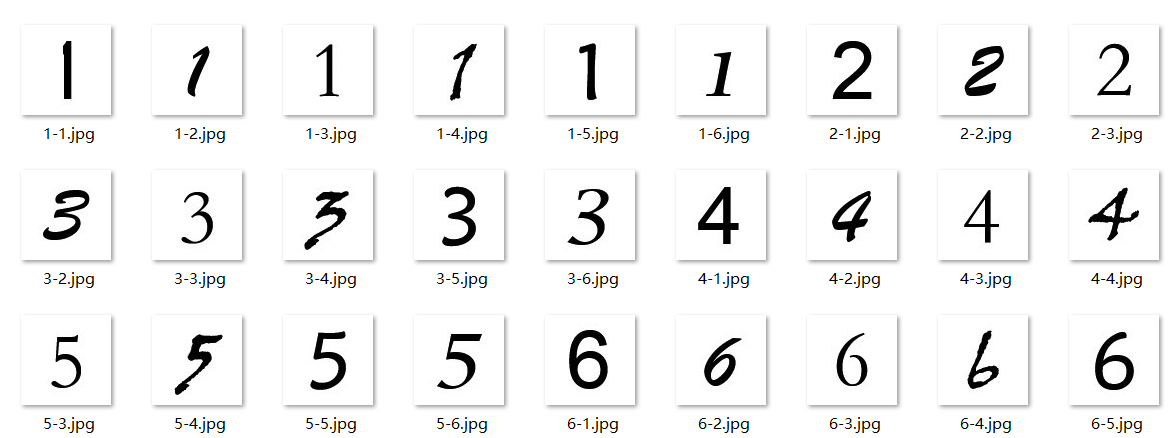 1 1 1 1 1 1 2 2 2
1-1.jpg 1-2.jpg 1-3.jpg 1-4.jpg 1-5.jpg 1-6.jpg 2-1.jpg 2-2.jpg 2-3.jpg
3 3 3 3 3 4 4 4 4
3-2.jpg 3-3.jpg 3-4.jpg 3-5.jpg 3-6.jpg 4-1.jpg 4-2.jpg 4-3.jpg 4-4.jpg
5 5 5 5 6 6 6 6 6
5-3.jpg 5-4.jpg 5-5.jpg 5-6.jpg 6-1.jpg 6-2.jpg 6-3.jpg 6-4.jpg 6-5.jpg